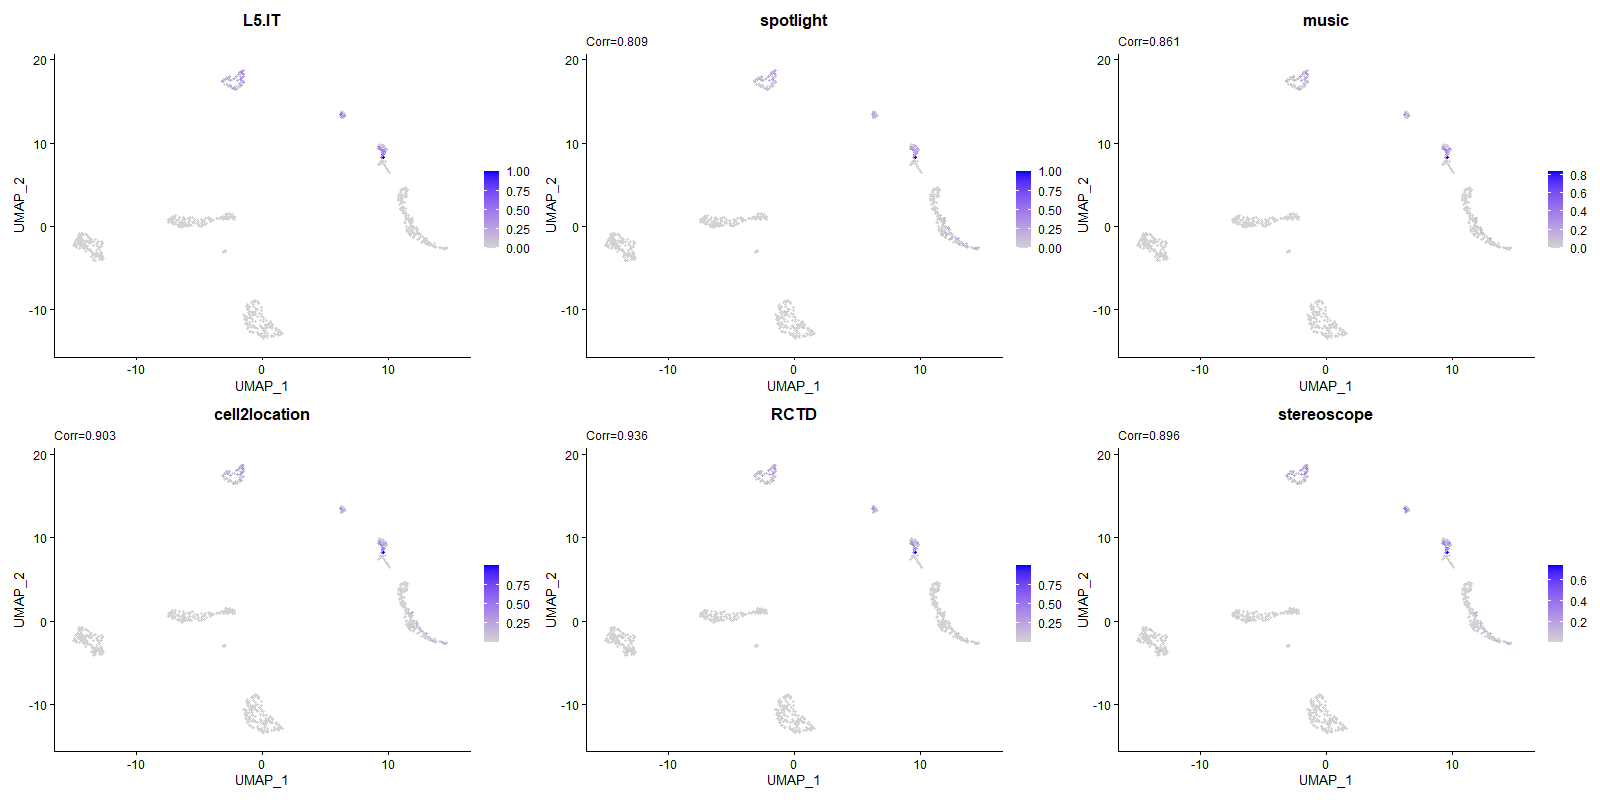 L5.IT
20
10
0
-10
-10
0
10
UMAP_2
UMAP_1
1.00
0.75
0.50
0.25
0.00
spotlight
Corr=0.809
20
10
0
-10
-10
0
10
UMAP_2
UMAP_1
1.00
0.75
0.50
0.25
0.00
music
Corr=0.861
20
10
0
-10
-10
0
10
UMAP_2
UMAP_1
0.8
0.6
0.4
0.2
0.0
cell2location
Corr=0.903
20
10
0
-10
-10
0
10
UMAP_2
UMAP_1
0.75
0.50
0.25
RCTD
Corr=0.936
20
10
0
-10
-10
0
10
UMAP_2
UMAP_1
0.75
0.50
0.25
stereoscope
Corr=0.896
20
10
0
-10
-10
0
10
UMAP_2
UMAP_1
0.6
0.4
0.2